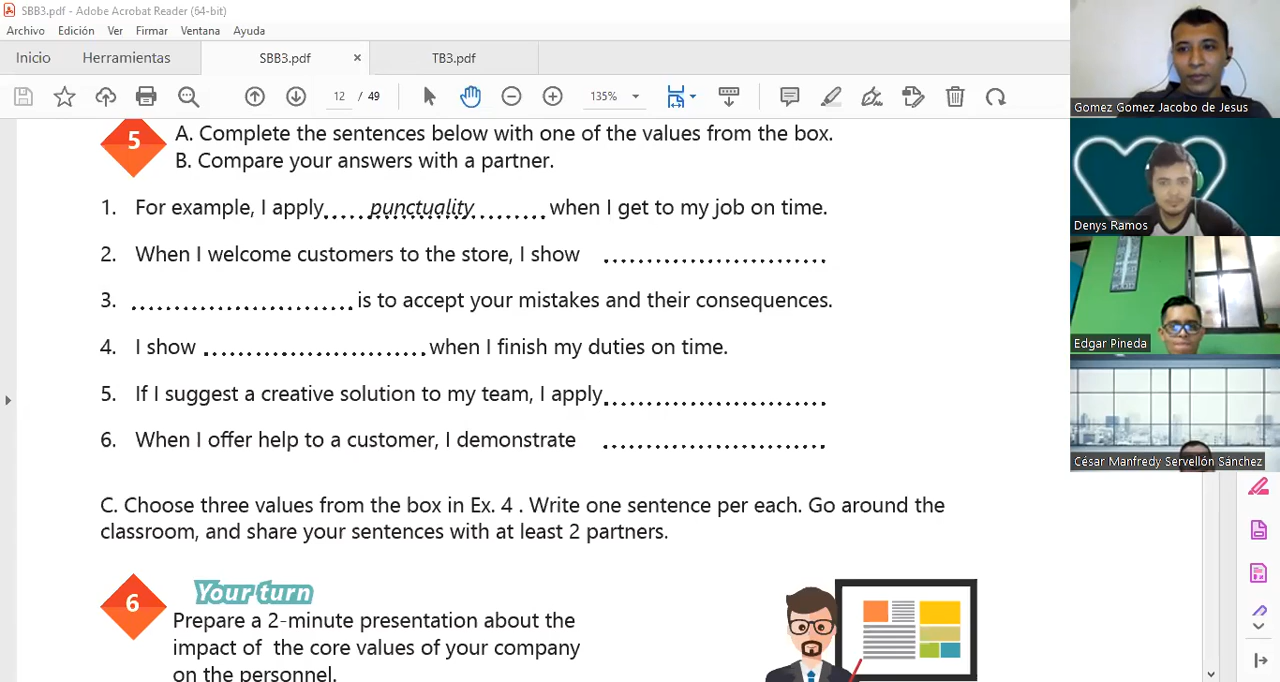 SBB3.pdf - Adobe Acrobat Reader (64-bit)
Archivo Edición Ver Firmar Ventana Ayuda
Inicio Herramientas SBB3.pdf × TB3.pdf
12 / 49 135%
5 A. Complete the sentences below with one of the values from the box.
B. Compare your answers with a partner.
1. For example, I apply.....punctuality.......when I get to my job on time.
2. When I welcome customers to the store, I show ..........................
3. ..........................is to accept your mistakes and their consequences.
4. I show ..........................when I finish my duties on time.
5. If I suggest a creative solution to my team, I apply..........................
6. When I offer help to a customer, I demonstrate ..........................
C. Choose three values from the box in Ex. 4 . Write one sentence per each. Go around the
classroom, and share your sentences with at least 2 partners.
6 Your turn
Prepare a 2-minute presentation about the
impact of the core values of your company
on the personnel.
Gomez Gomez Jacobo de Jesus
Denys Ramos
Edgar Pineda
César Manfredy Servellón Sánchez